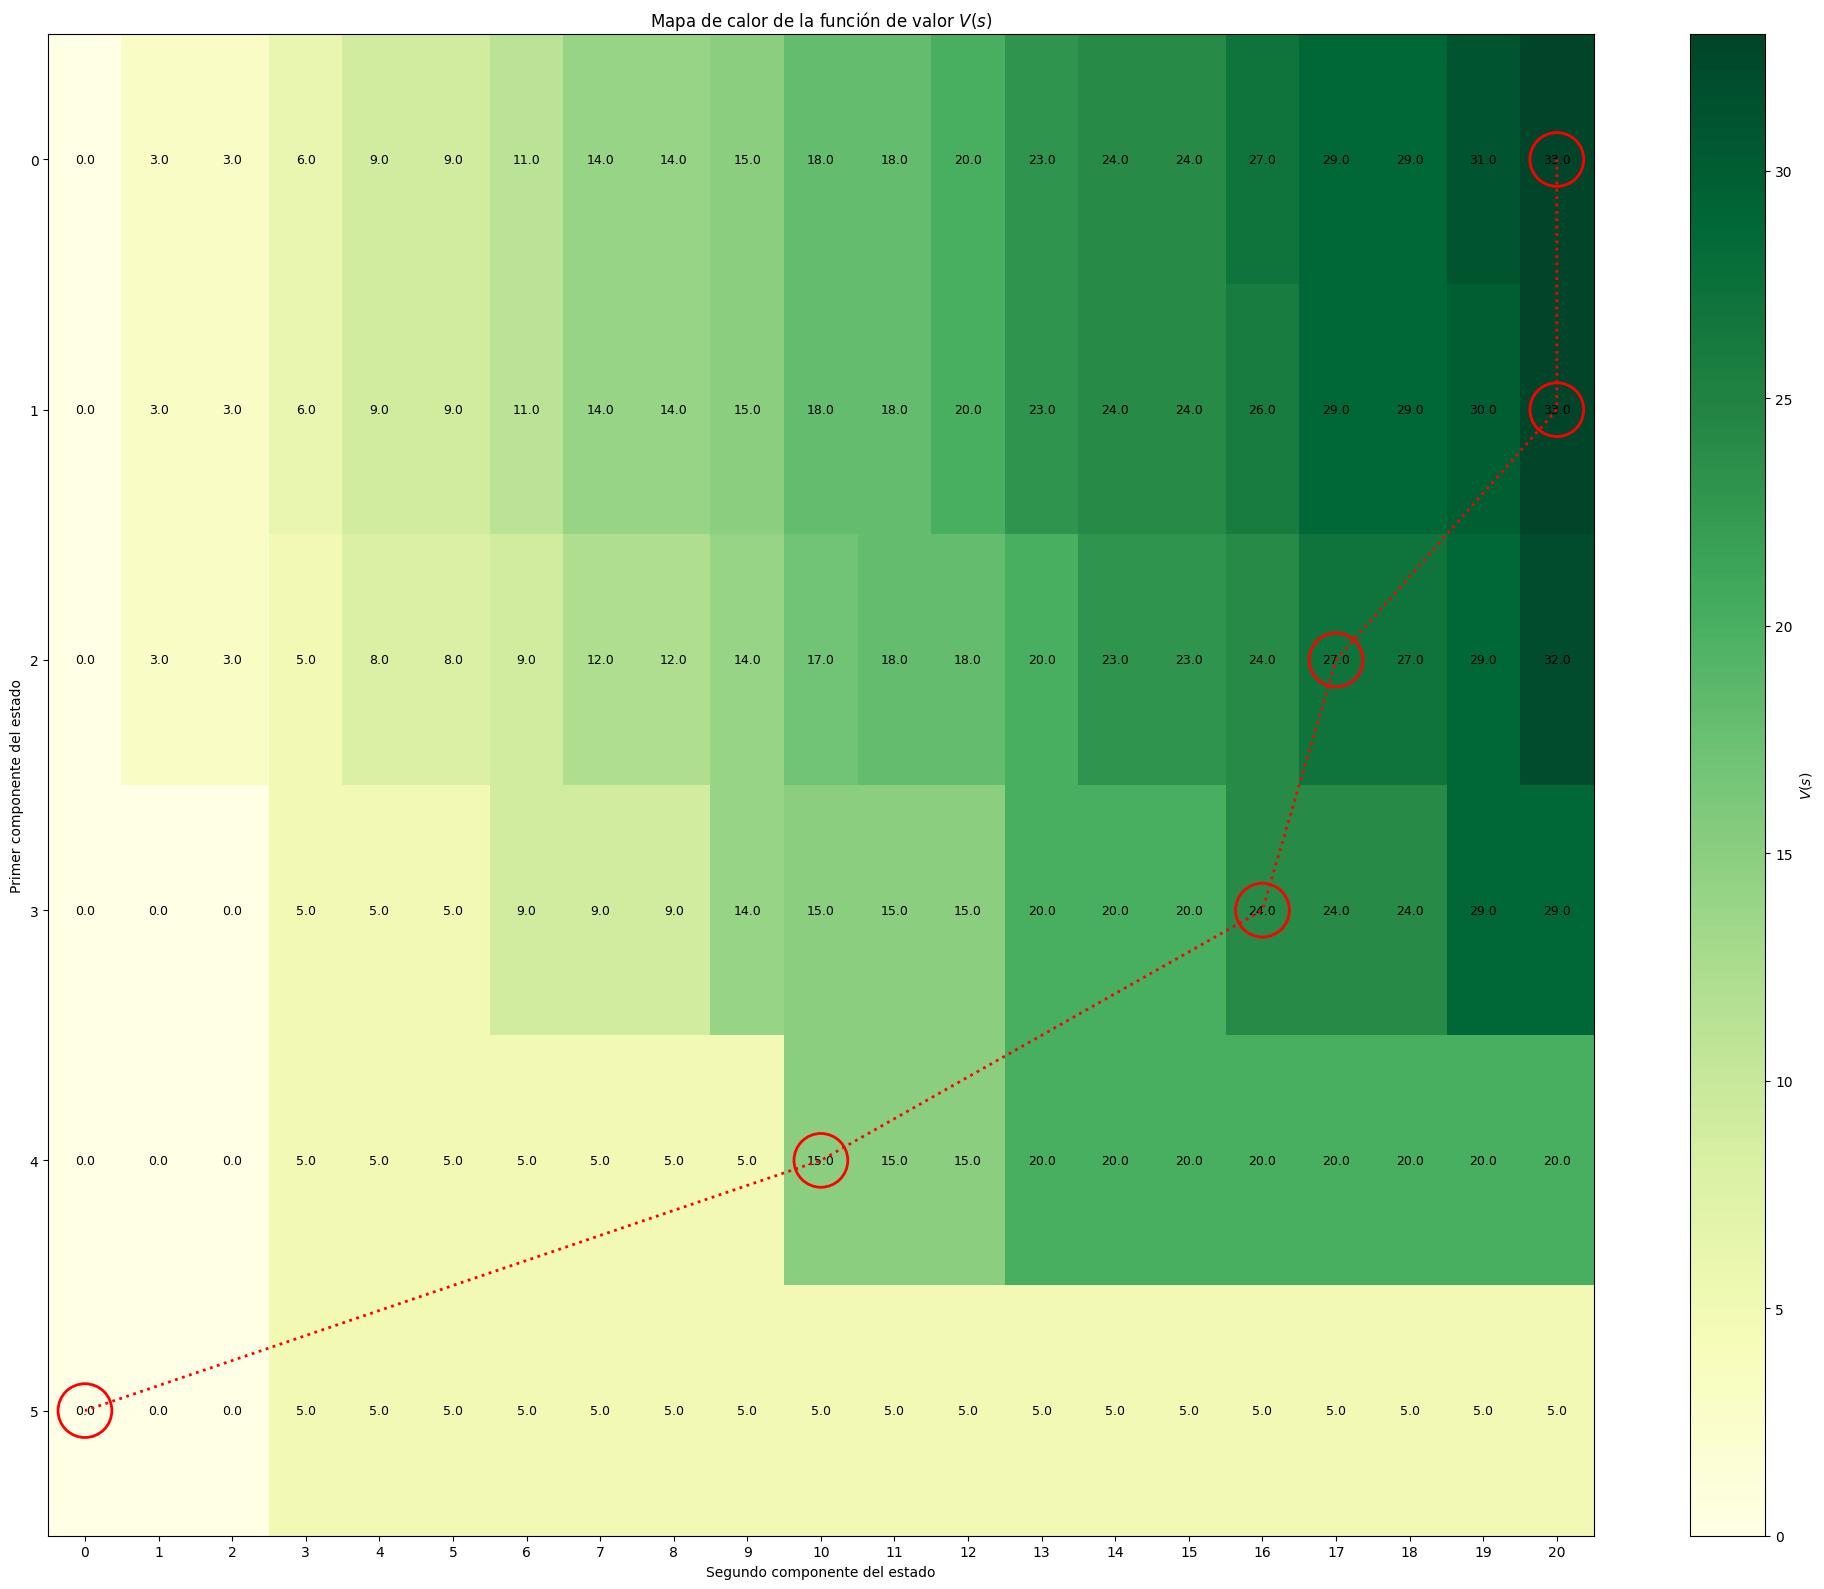 Mapa de calor de la función de valor V(s)
0 0.0 3.0 3.0 6.0 9.0 9.0 11.0 14.0 14.0 15.0 18.0 18.0 20.0 23.0 24.0 24.0 27.0 29.0 29.0 31.0 33.0
1 0.0 3.0 3.0 6.0 9.0 9.0 11.0 14.0 14.0 15.0 18.0 18.0 20.0 23.0 24.0 24.0 26.0 29.0 29.0 30.0 33.0
2 0.0 3.0 3.0 5.0 8.0 8.0 9.0 12.0 12.0 14.0 17.0 18.0 18.0 20.0 23.0 23.0 24.0 27.0 27.0 29.0 32.0
3 0.0 0.0 0.0 5.0 5.0 5.0 9.0 9.0 9.0 14.0 15.0 15.0 15.0 20.0 20.0 20.0 24.0 24.0 24.0 29.0 29.0
4 0.0 0.0 0.0 5.0 5.0 5.0 5.0 5.0 5.0 5.0 15.0 15.0 15.0 20.0 20.0 20.0 20.0 20.0 20.0 20.0 20.0
5 0.0 0.0 0.0 5.0 5.0 5.0 5.0 5.0 5.0 5.0 5.0 5.0 5.0 5.0 5.0 5.0 5.0 5.0 5.0 5.0 5.0
0 1 2 3 4 5 6 7 8 9 10 11 12 13 14 15 16 17 18 19 20
Segundo componente del estado
Primer componente del estado
30
25
20
15
10
5
0
V(s)